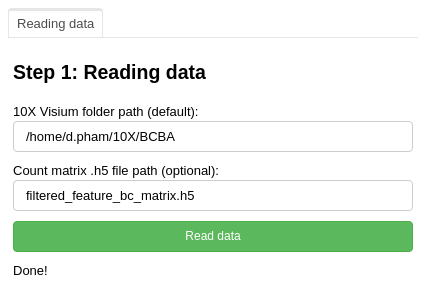 Reading data
Step 1: Reading data
10X Visium folder path (default):
/home/d.pham/10X/BCBA
Count matrix .h5 file path (optional):
filtered_feature_bc_matrix.h5
Read data
Done!